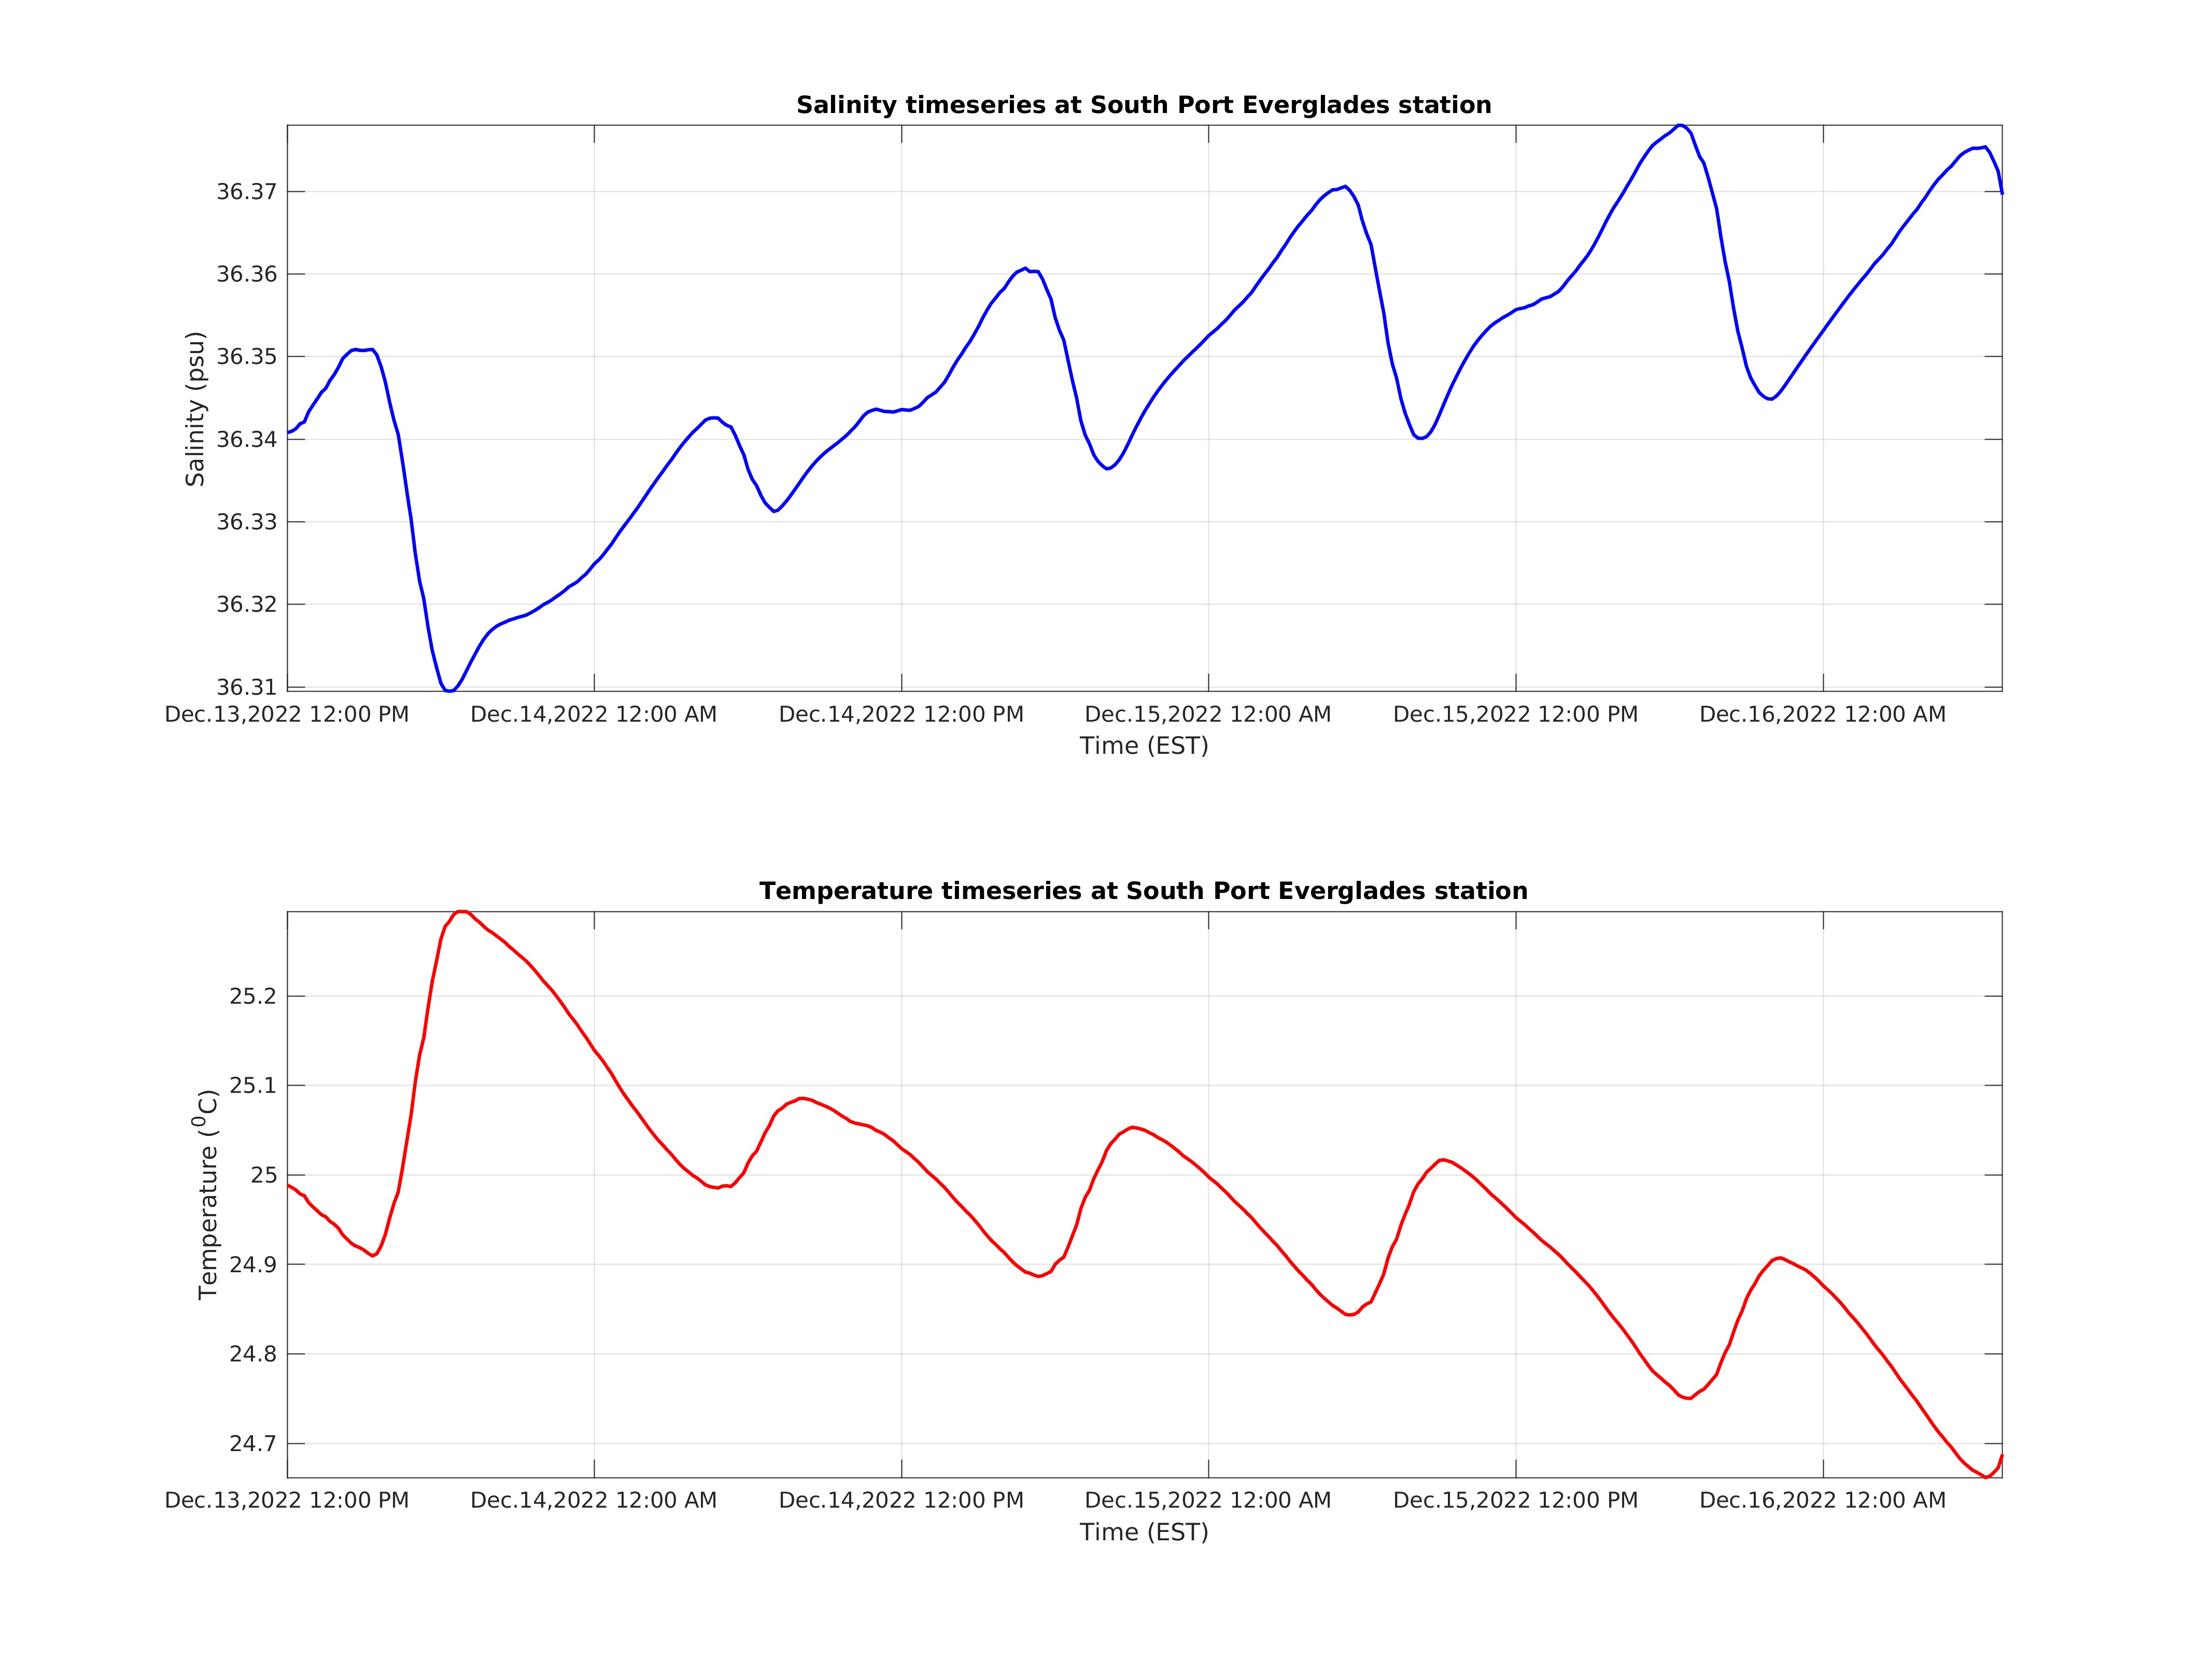 Salinity timeseries at South Port Everglades station
Salinity (psu)
36.37
36.36
36.35
36.34
36.33
36.32
36.31
Dec.13,2022 12:00 PM Dec.14,2022 12:00 AM Dec.14,2022 12:00 PM Dec.15,2022 12:00 AM Dec.15,2022 12:00 PM Dec.16,2022 12:00 AM
Time (EST)
Temperature timeseries at South Port Everglades station
Temperature (⁰C)
25.2
25.1
25
24.9
24.8
24.7
Dec.13,2022 12:00 PM Dec.14,2022 12:00 AM Dec.14,2022 12:00 PM Dec.15,2022 12:00 AM Dec.15,2022 12:00 PM Dec.16,2022 12:00 AM
Time (EST)